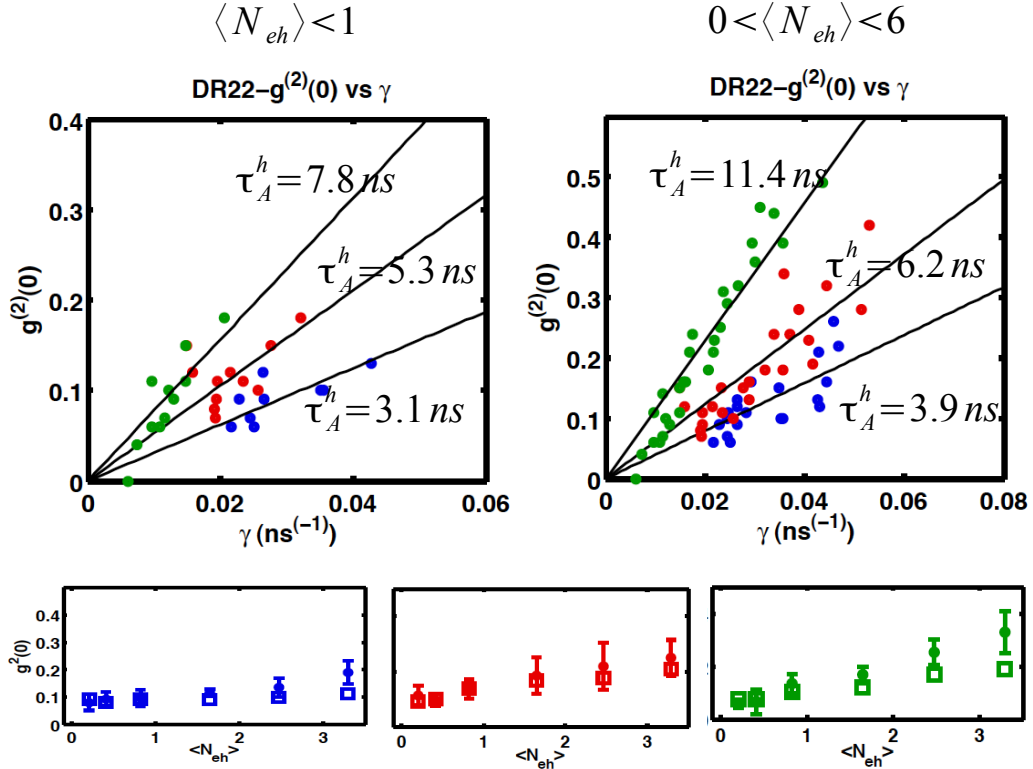 ⟨N_eh⟩<1
0<⟨N_eh⟩<6
DR22−g^(2)(0) vs γ
DR22−g^(2)(0) vs γ
g^(2)(0)
0.4
0.3
0.2
0.1
0
0 0.02 0.04 0.06
γ (ns^(-1))
τ_A^h=7.8 ns
τ_A^h=5.3 ns
τ_A^h=3.1 ns
g^(2)(0)
0.5
0.4
0.3
0.2
0.1
0
0 0.02 0.04 0.06 0.08
γ (ns^(-1))
τ_A^h=11.4 ns
τ_A^h=6.2 ns
τ_A^h=3.9 ns
g^2(0)
0.4
0.3
0.2
0.1
0
0 1 2 3
<N_eh>
0 1 2 3
<N_eh>
0 1 2 3
<N_eh>